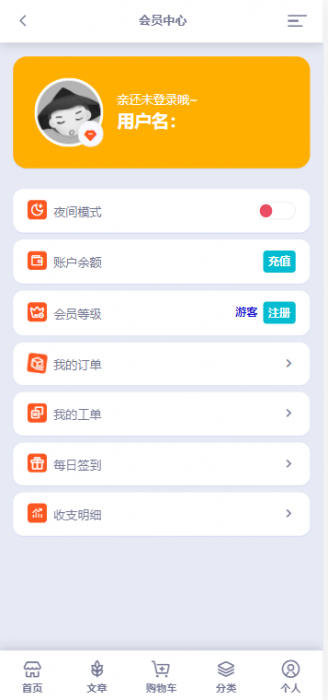 会员中心
亲还未登录哦~
用户名：
夜间模式
账户余额 充值
会员等级 游客 注册
我的订单
我的工单
每日签到
收支明细
首页 文章 购物车 分类 个人